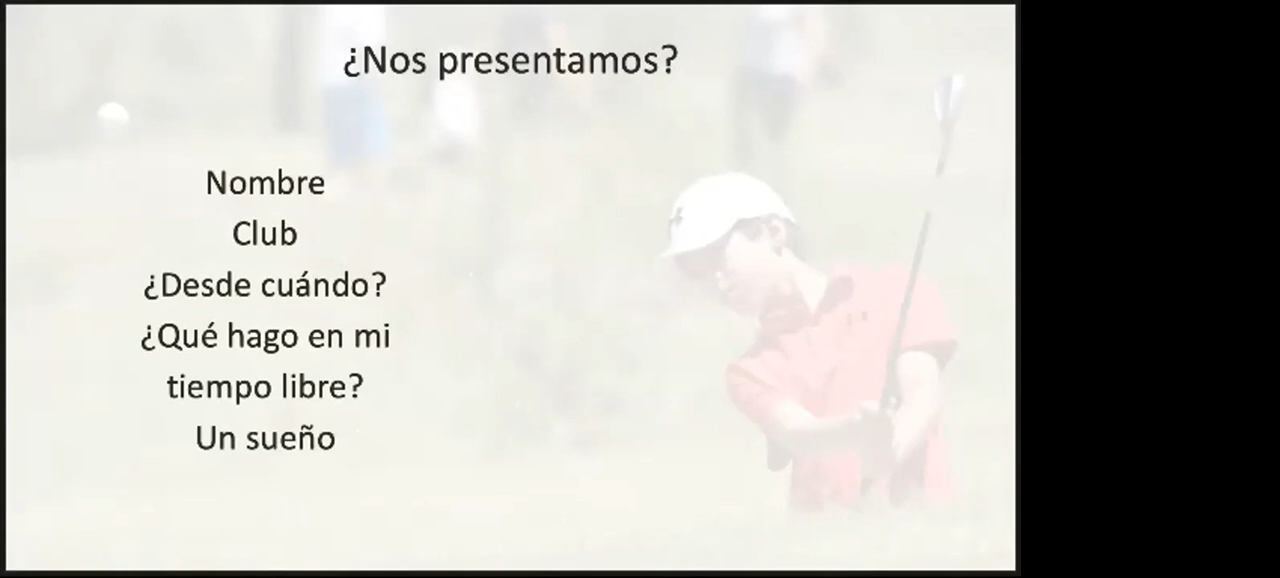 ¿Nos presentamos?
Nombre
Club
¿Desde cuándo?
¿Qué hago en mi
tiempo libre?
Un sueño